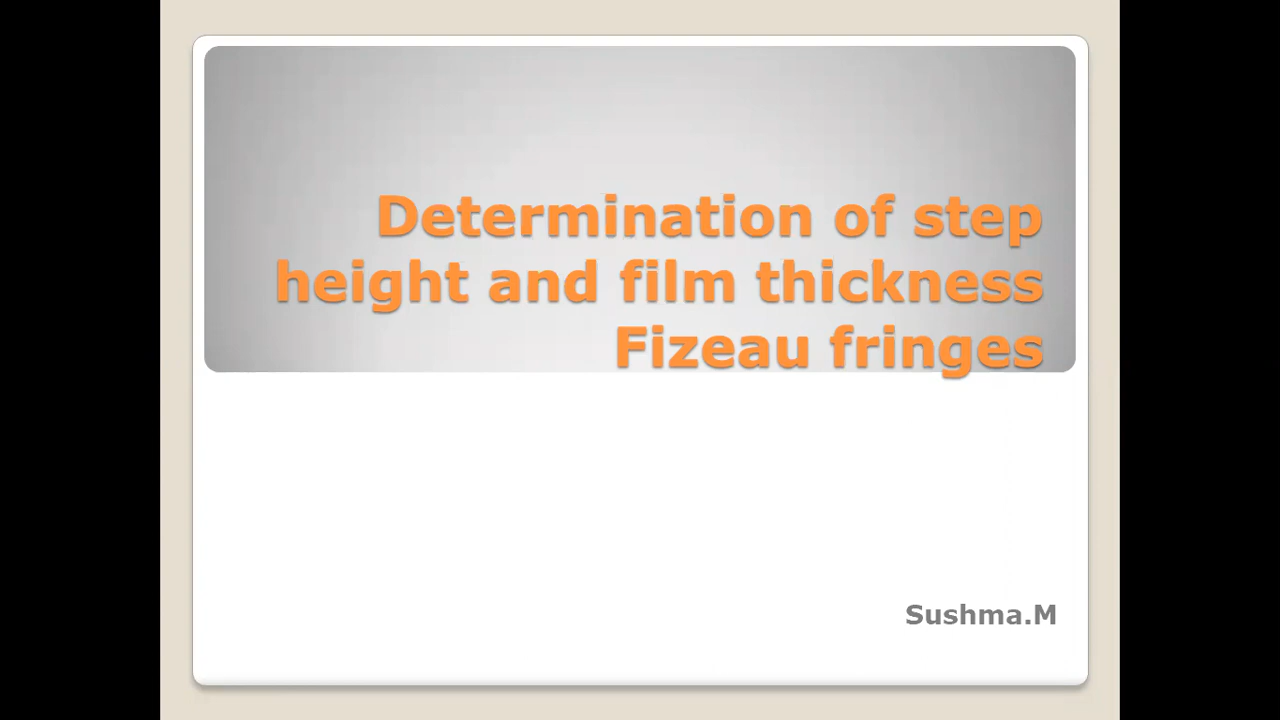 Determination of step
height and film thickness
Fizeau fringes
Sushma.M